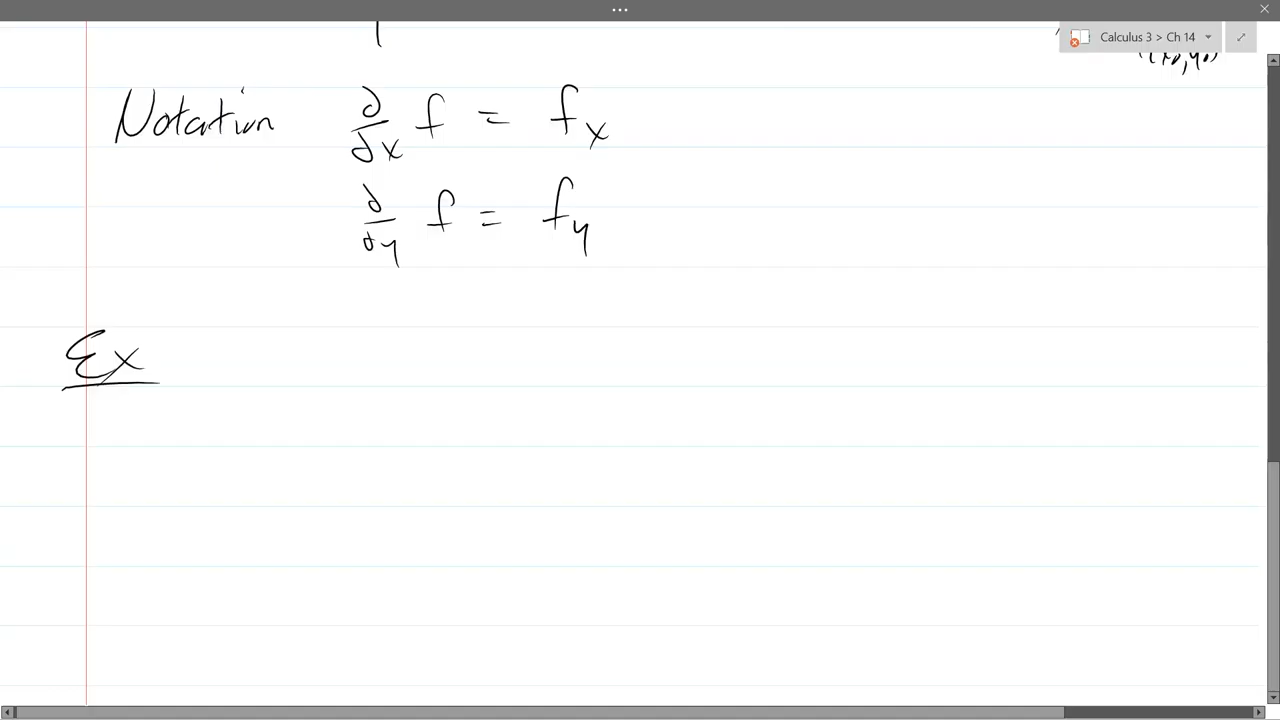 Calculus 3 > Ch 14
Notation ∂/∂x f = f_x
∂/∂y f = f_y
Ex